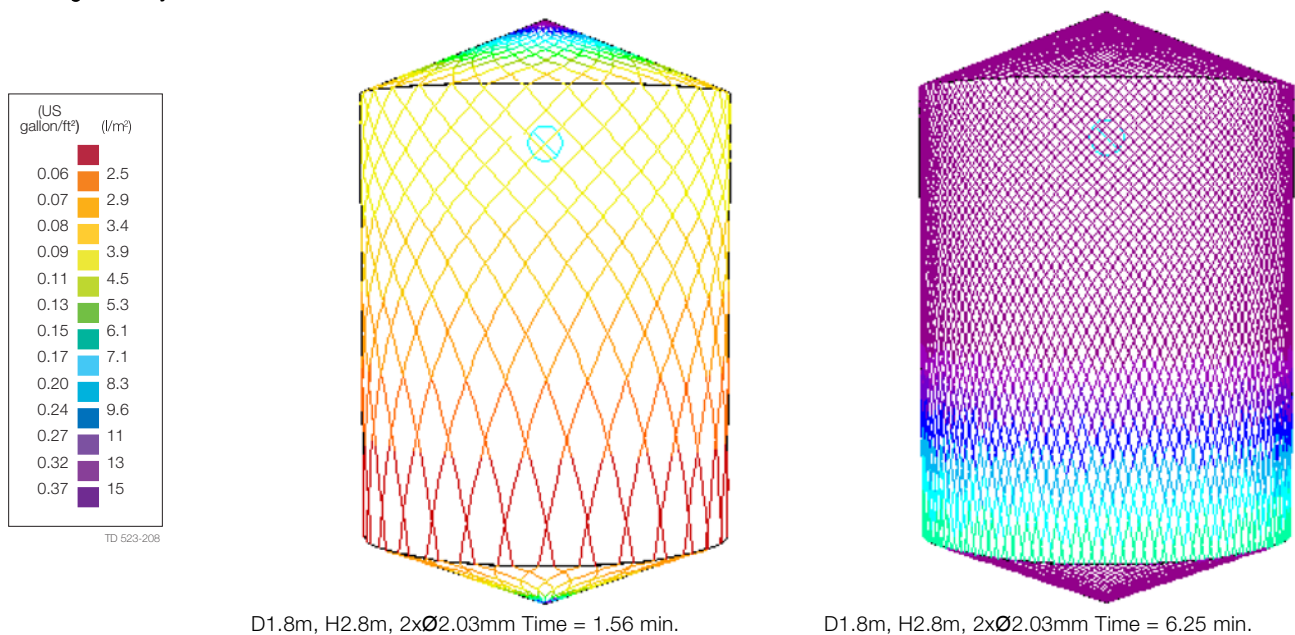 (US
gallon/ft²) (l/m²)
0.06 2.5
0.07 2.9
0.08 3.4
0.09 3.9
0.11 4.5
0.13 5.3
0.15 6.1
0.17 7.1
0.20 8.3
0.24 9.6
0.27 11
0.32 13
0.37 15
TD 523-208
D1.8m, H2.8m, 2xØ2.03mm Time = 1.56 min.
D1.8m, H2.8m, 2xØ2.03mm Time = 6.25 min.